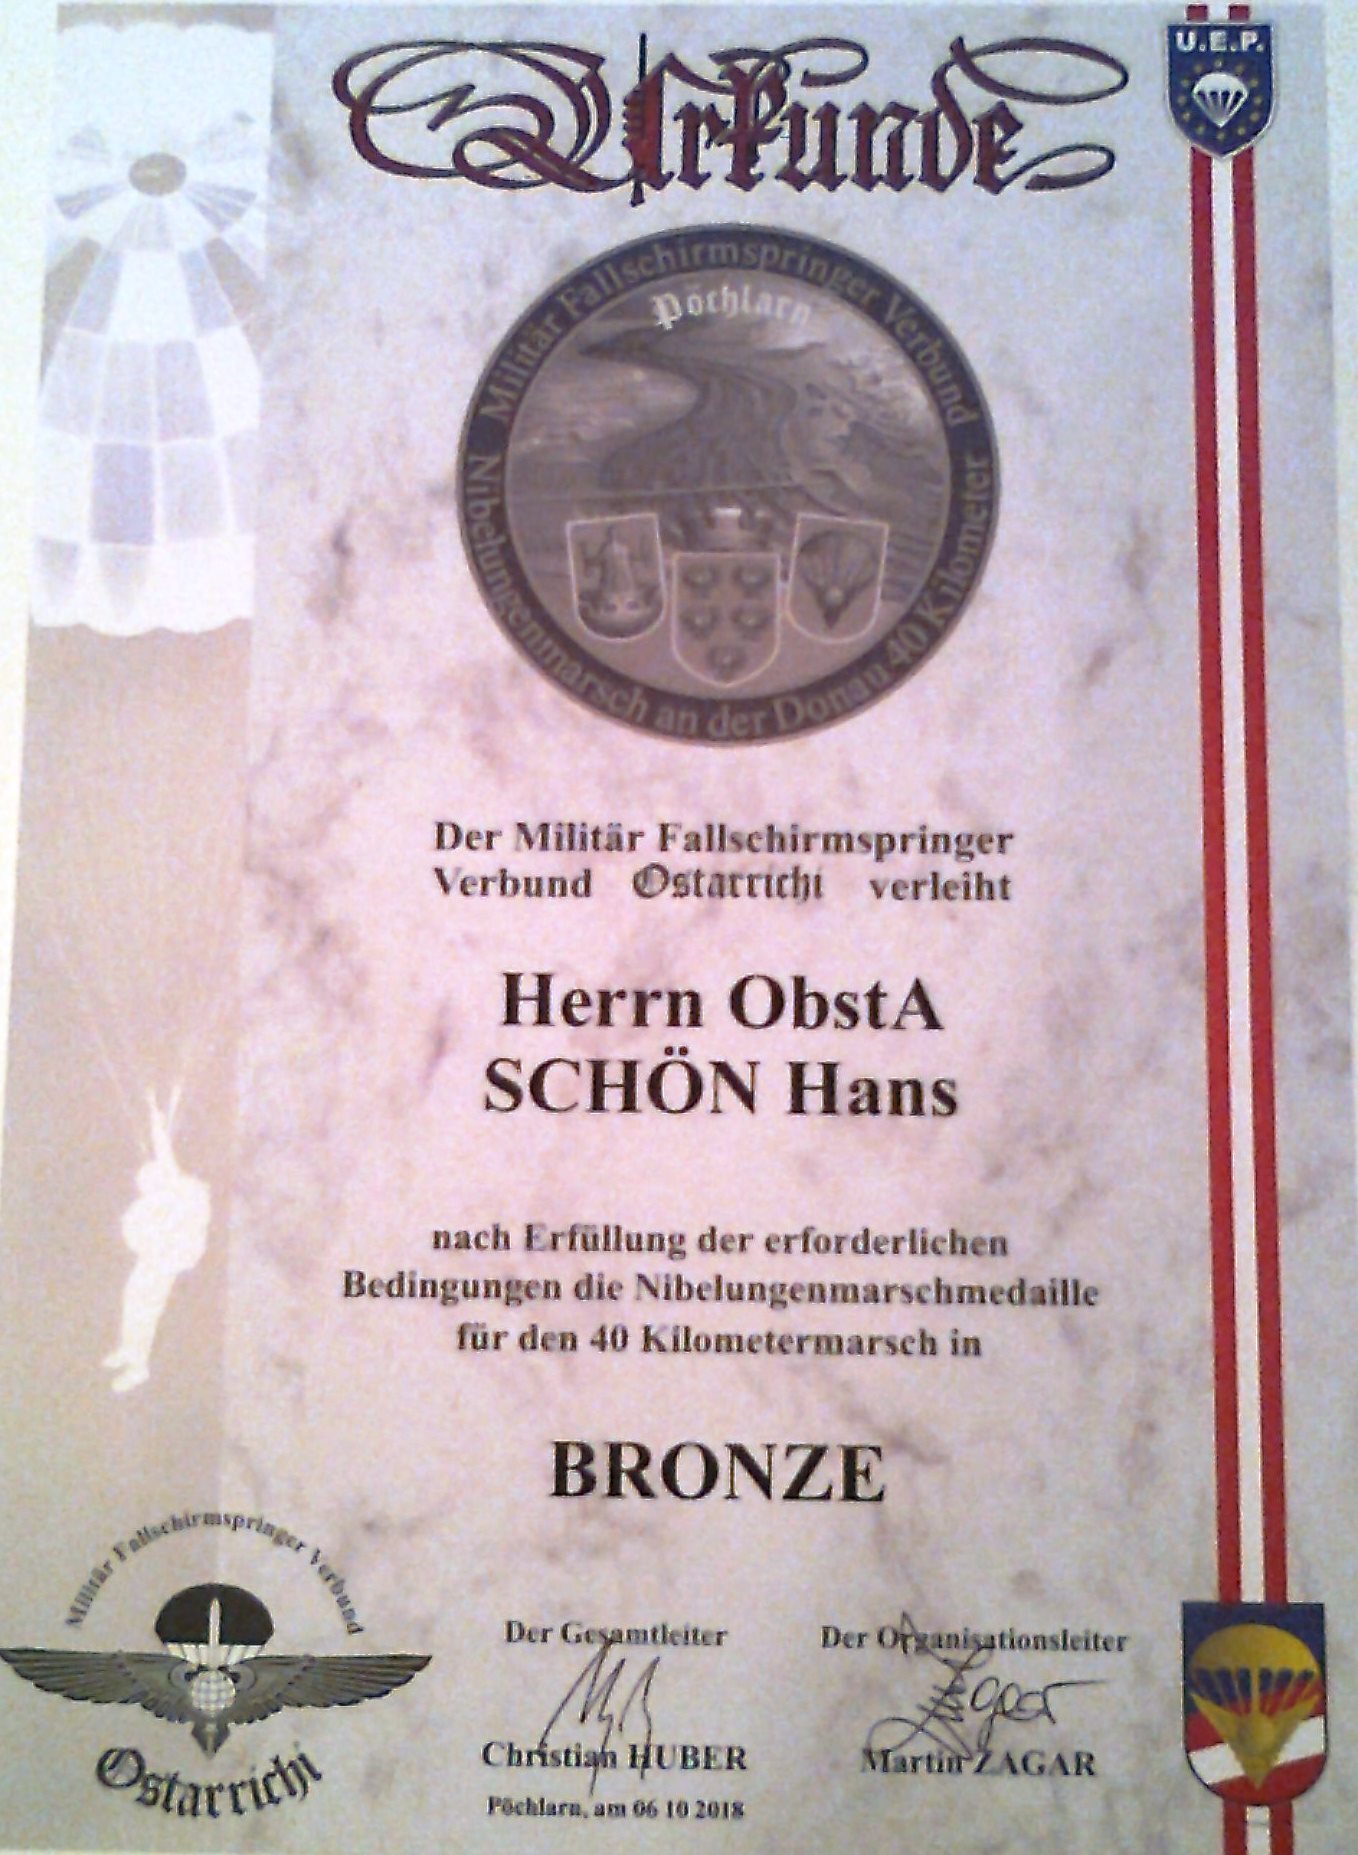 Urkunde
U.E.P.
Militär Fallschirmspringer Verbund
Pöchlarn
Nibelungenmarsch an der Donau 40 Kilometer
Der Militär Fallschirmspringer
Verbund Ostarrichi verleiht
Herrn ObstA
SCHÖN Hans
nach Erfüllung der erforderlichen
Bedingungen die Nibelungenmarschmedaille
für den 40 Kilometermarsch in
BRONZE
Militär Fallschirmspringer Verbund
Ostarrichi
Der Gesamtleiter
Der Organisationsleiter
Christian HUBER
Martin ZAGAR
Pöchlarn, am 06 10 2018